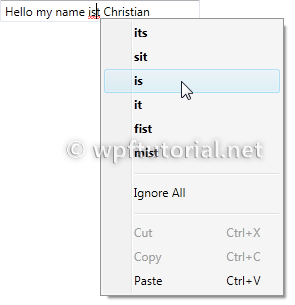 Hello my name ist Christian
its
sit
is
it
fist
© wpftutorial.net
mist
Ignore All
Cut Ctrl+X
Copy Ctrl+C
Paste Ctrl+V